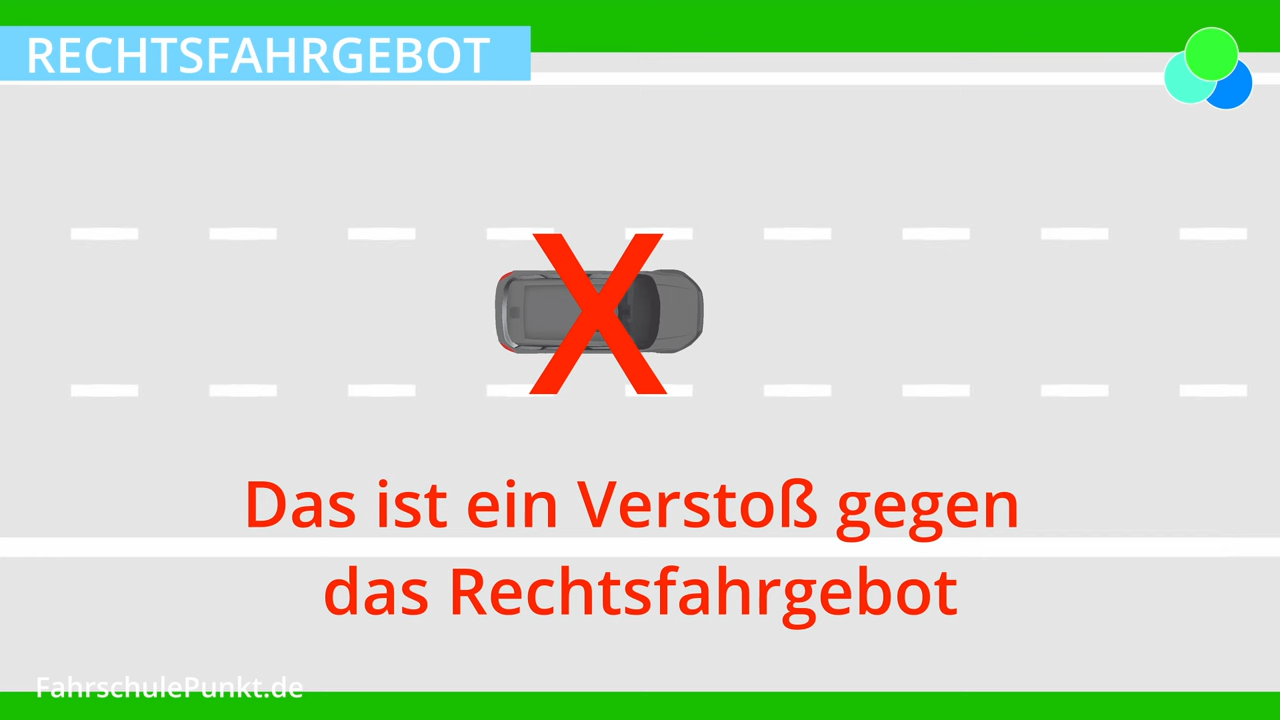 RECHTSFAHRGEBOT
X
Das ist ein Verstoß gegen
das Rechtsfahrgebot
FahrschulePunkt.de